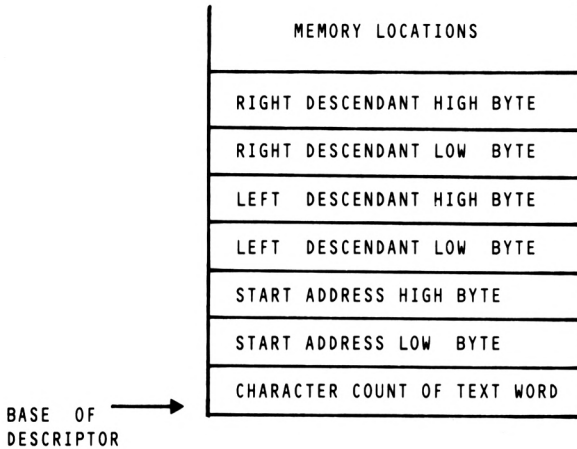 MEMORY LOCATIONS
RIGHT DESCENDANT HIGH BYTE
RIGHT DESCENDANT LOW BYTE
LEFT DESCENDANT HIGH BYTE
LEFT DESCENDANT LOW BYTE
START ADDRESS HIGH BYTE
START ADDRESS LOW BYTE
CHARACTER COUNT OF TEXT WORD
BASE OF
DESCRIPTOR